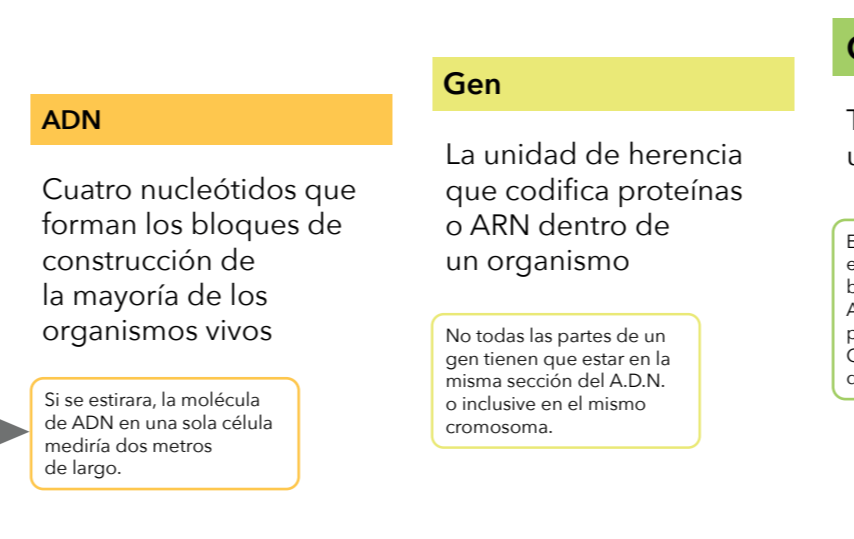 ADN
Cuatro nucleótidos que
forman los bloques de
construcción de
la mayoría de los
organismos vivos
Si se estirara, la molécula
de ADN en una sola célula
mediría dos metros
de largo.
Gen
La unidad de herencia
que codifica proteínas
o ARN dentro de
un organismo
No todas las partes de un
gen tienen que estar en la
misma sección del A.D.N.
o inclusive en el mismo
cromosoma.